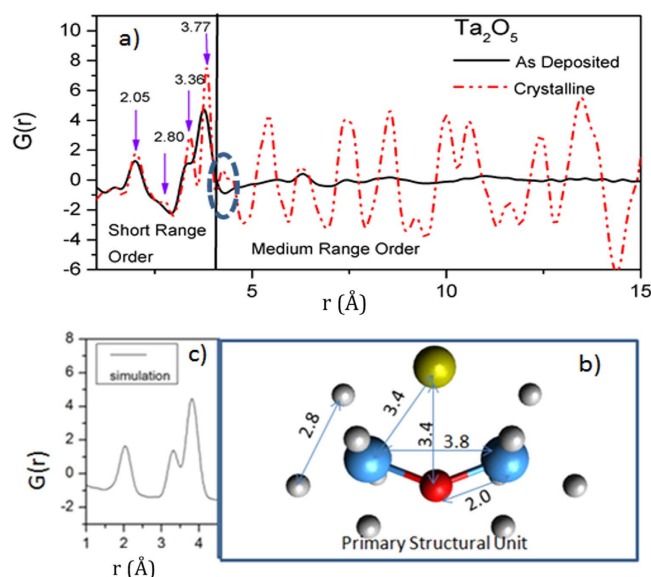 a)
3.77
3.36
2.05
2.80
Ta₂O₅
As Deposited
Crystalline
G(r)
10
8
6
4
2
0
-2
-4
-6
Short Range
Order
Medium Range Order
5
10
15
r (Å)
c)
simulation
G(r)
8
6
4
2
0
-2
1
2
3
4
r (Å)
b)
2.8
3.4
3.4
3.8
2.0
Primary Structural Unit